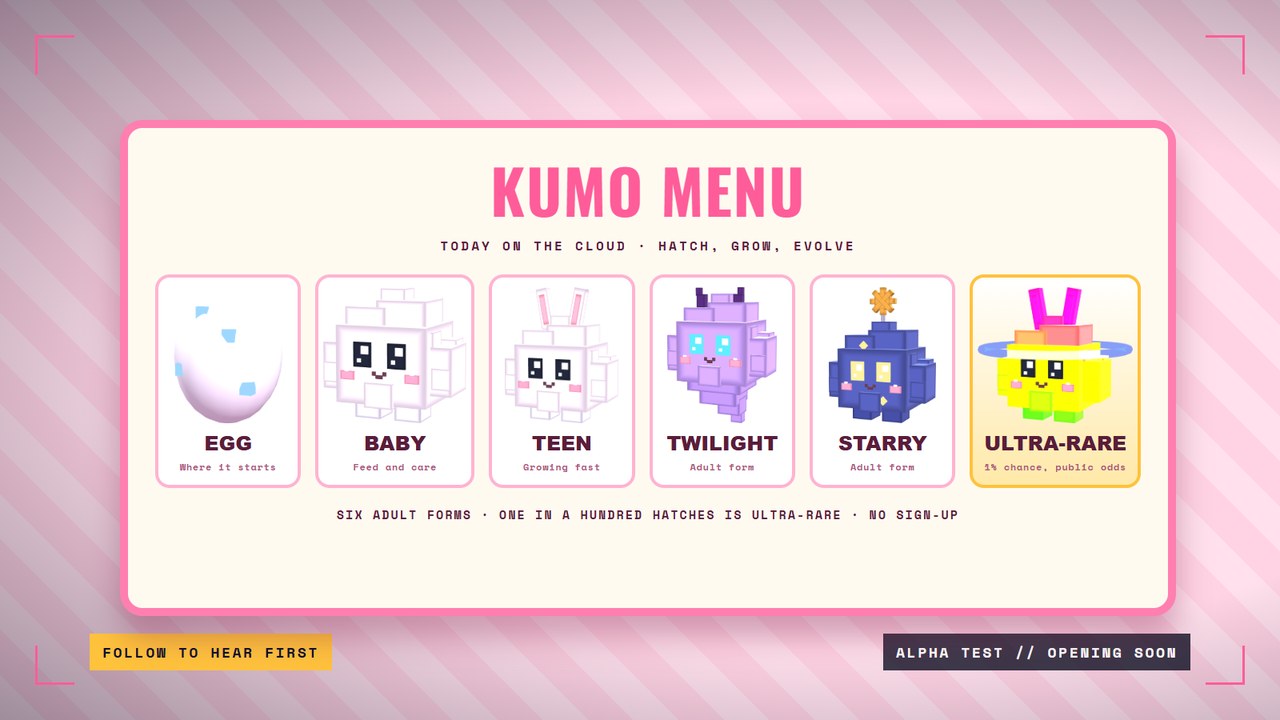 KUMO MENU
TODAY ON THE CLOUD · HATCH, GROW, EVOLVE
EGG
Where it starts
BABY
Feed and care
TEEN
Growing fast
TWILIGHT
Adult form
STARRY
Adult form
ULTRA-RARE
1% chance, public odds
SIX ADULT FORMS · ONE IN A HUNDRED HATCHES IS ULTRA-RARE · NO SIGN-UP
FOLLOW TO HEAR FIRST
ALPHA TEST // OPENING SOON